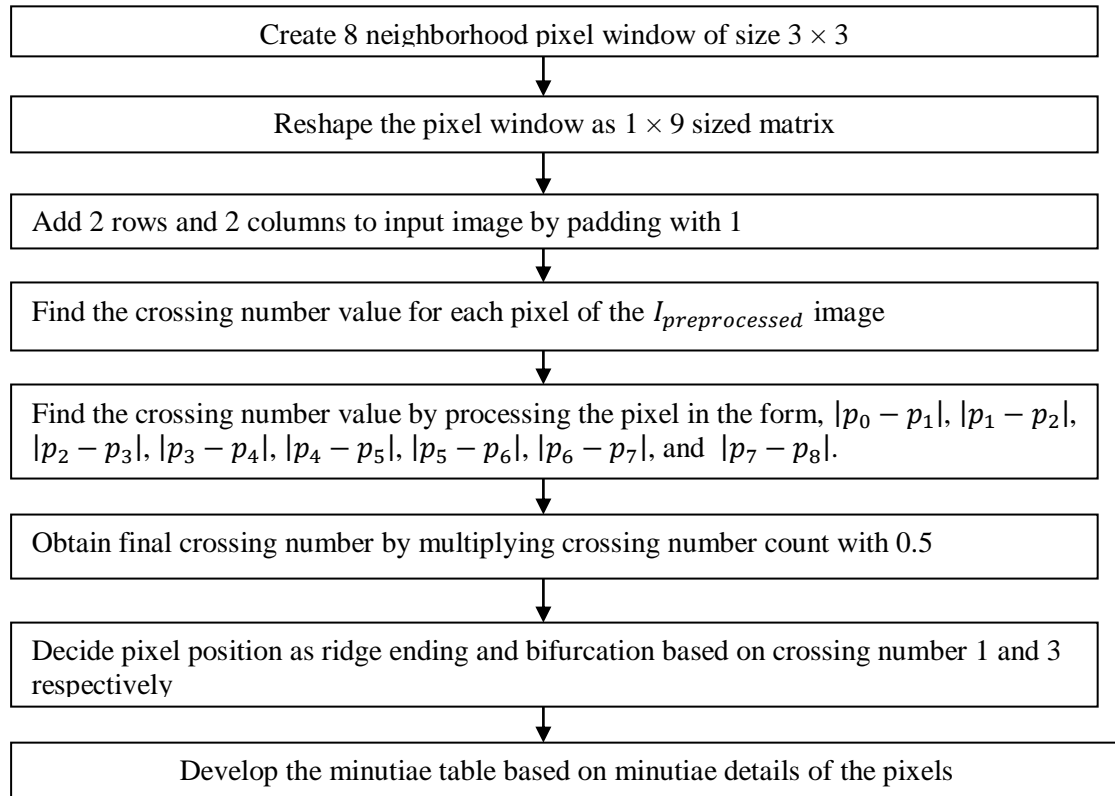 Create 8 neighborhood pixel window of size 3 × 3
Reshape the pixel window as 1 × 9 sized matrix
Add 2 rows and 2 columns to input image by padding with 1
Find the crossing number value for each pixel of the I_preprocessed image
Find the crossing number value by processing the pixel in the form, |p₀ − p₁|, |p₁ − p₂|,
|p₂ − p₃|, |p₃ − p₄|, |p₄ − p₅|, |p₅ − p₆|, |p₆ − p₇|, and |p₇ − p₈|.
Obtain final crossing number by multiplying crossing number count with 0.5
Decide pixel position as ridge ending and bifurcation based on crossing number 1 and 3
respectively
Develop the minutiae table based on minutiae details of the pixels